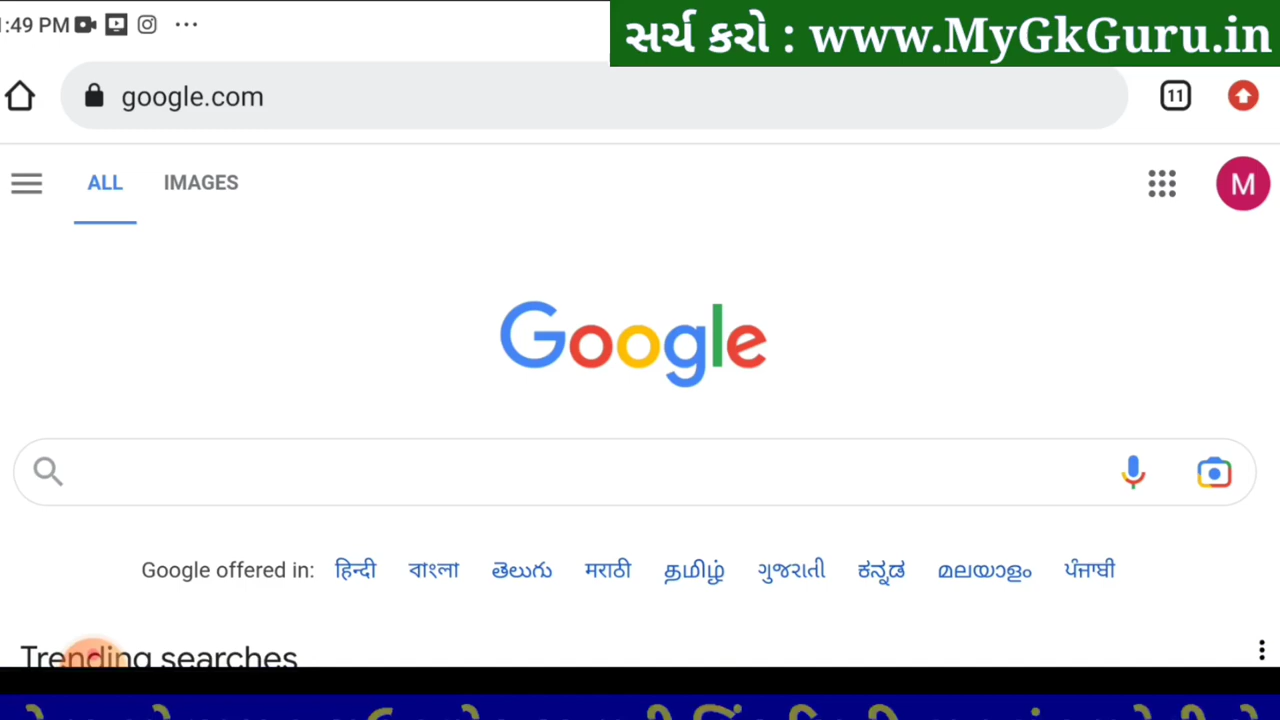 :49 PM
સર્ચ કરો : www.MyGkGuru.in
google.com
11
ALL IMAGES
M
Google
Google offered in: हिन्दी বাংলা తెలుగు मराठी தமிழ் ગુજરાતી ಕನ್ನಡ മലയാളം ਪੰਜਾਬੀ
Trending searches